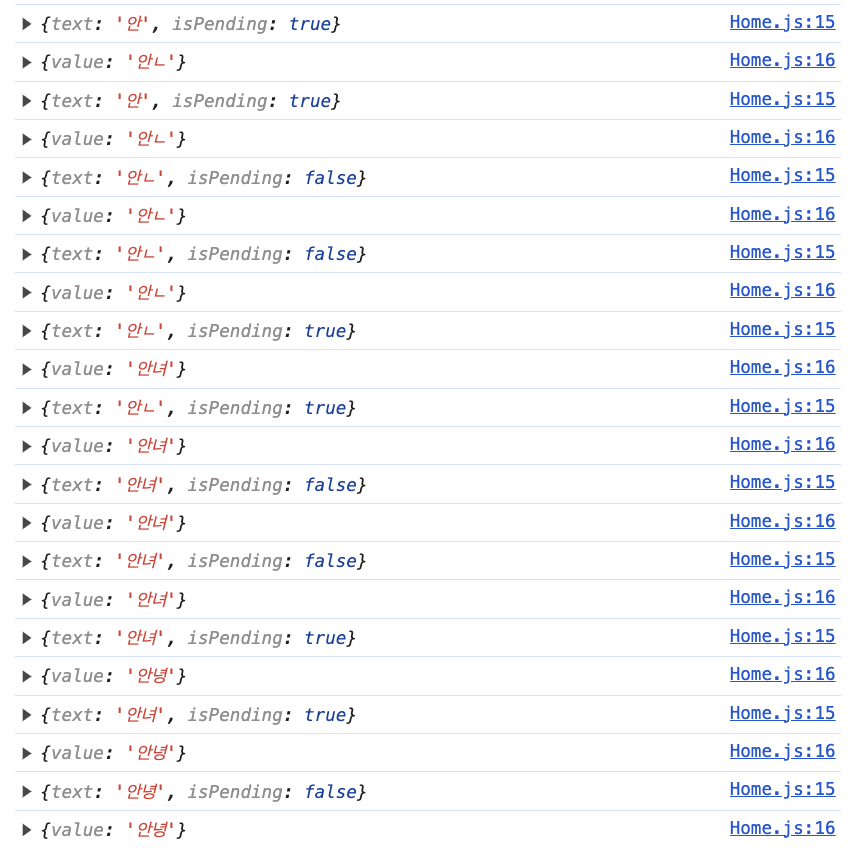 ▶ {text: '안', isPending: true} Home.js:15
▶ {value: '안ㄴ'} Home.js:16
▶ {text: '안', isPending: true} Home.js:15
▶ {value: '안ㄴ'} Home.js:16
▶ {text: '안ㄴ', isPending: false} Home.js:15
▶ {value: '안ㄴ'} Home.js:16
▶ {text: '안ㄴ', isPending: false} Home.js:15
▶ {value: '안ㄴ'} Home.js:16
▶ {text: '안ㄴ', isPending: true} Home.js:15
▶ {value: '안녀'} Home.js:16
▶ {text: '안ㄴ', isPending: true} Home.js:15
▶ {value: '안녀'} Home.js:16
▶ {text: '안녀', isPending: false} Home.js:15
▶ {value: '안녀'} Home.js:16
▶ {text: '안녀', isPending: false} Home.js:15
▶ {value: '안녀'} Home.js:16
▶ {text: '안녀', isPending: true} Home.js:15
▶ {value: '안녕'} Home.js:16
▶ {text: '안녀', isPending: true} Home.js:15
▶ {value: '안녕'} Home.js:16
▶ {text: '안녕', isPending: false} Home.js:15
▶ {value: '안녕'} Home.js:16